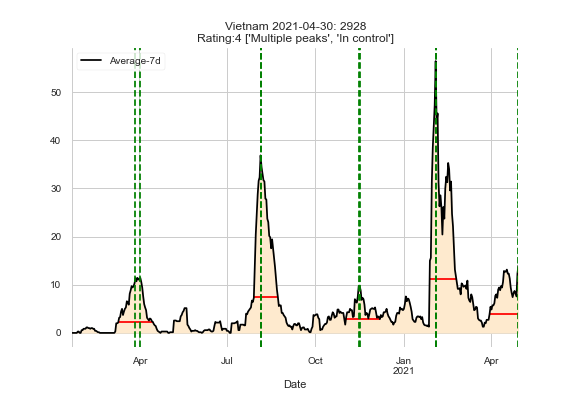 Vietnam 2021-04-30: 2928
Rating:4 ['Multiple peaks', 'In control']
Average-7d
50
40
30
20
10
0
Apr
Jul
Oct
Jan
2021
Apr
Date